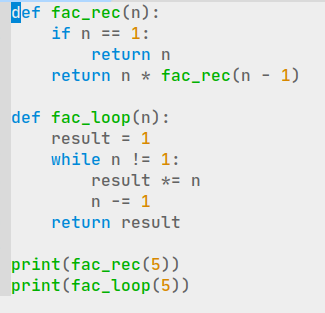 def fac_rec(n):
    if n == 1:
        return n
    return n * fac_rec(n - 1)

def fac_loop(n):
    result = 1
    while n != 1:
        result *= n
        n -= 1
    return result

print(fac_rec(5))
print(fac_loop(5))